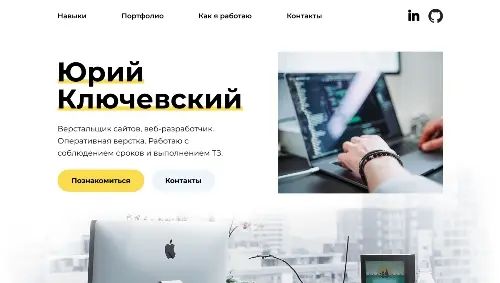 Навыки
Портфолио
Как я работаю
Контакты
in
Юрий
Ключевский
Верстальщик сайтов, веб-разработчик.
Оперативная верстка. Работаю с
соблюдением сроков и выполнением ТЗ.
Познакомиться
Контакты